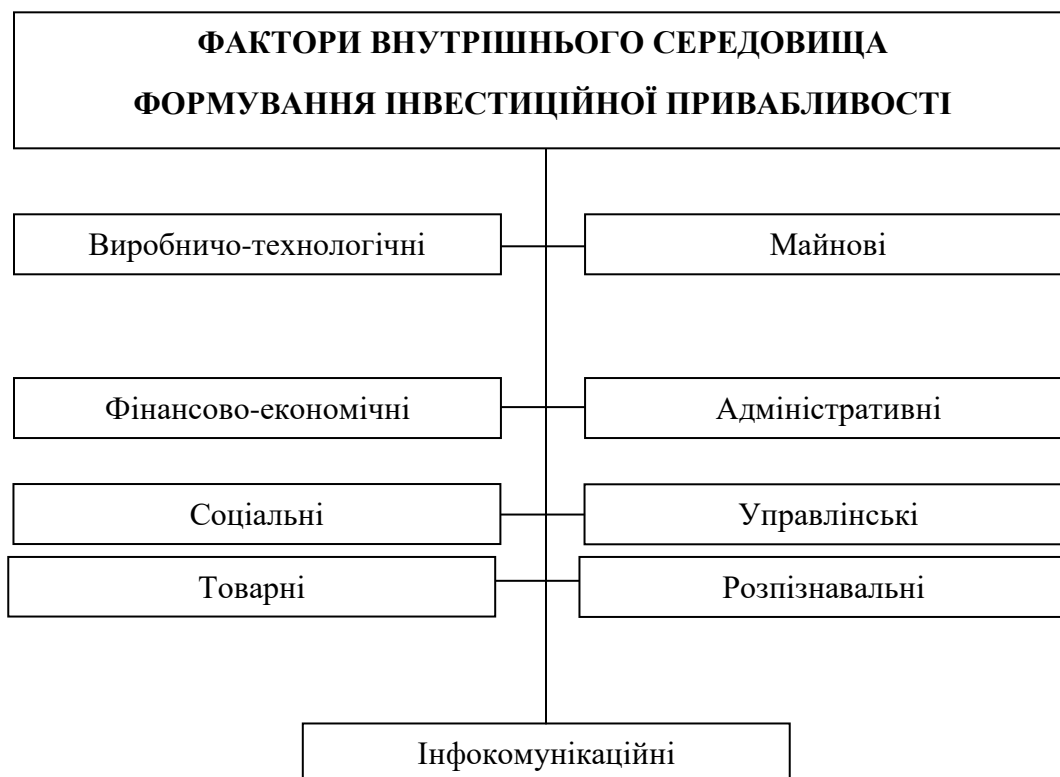 ФАКТОРИ ВНУТРІШНЬОГО СЕРЕДОВИЩА
ФОРМУВАННЯ ІНВЕСТИЦІЙНОЇ ПРИВАБЛИВОСТІ
Виробничо-технологічні
Майнові
Фінансово-економічні
Адміністративні
Соціальні
Управлінські
Товарні
Розпізнавальні
Інфокомунікаційні